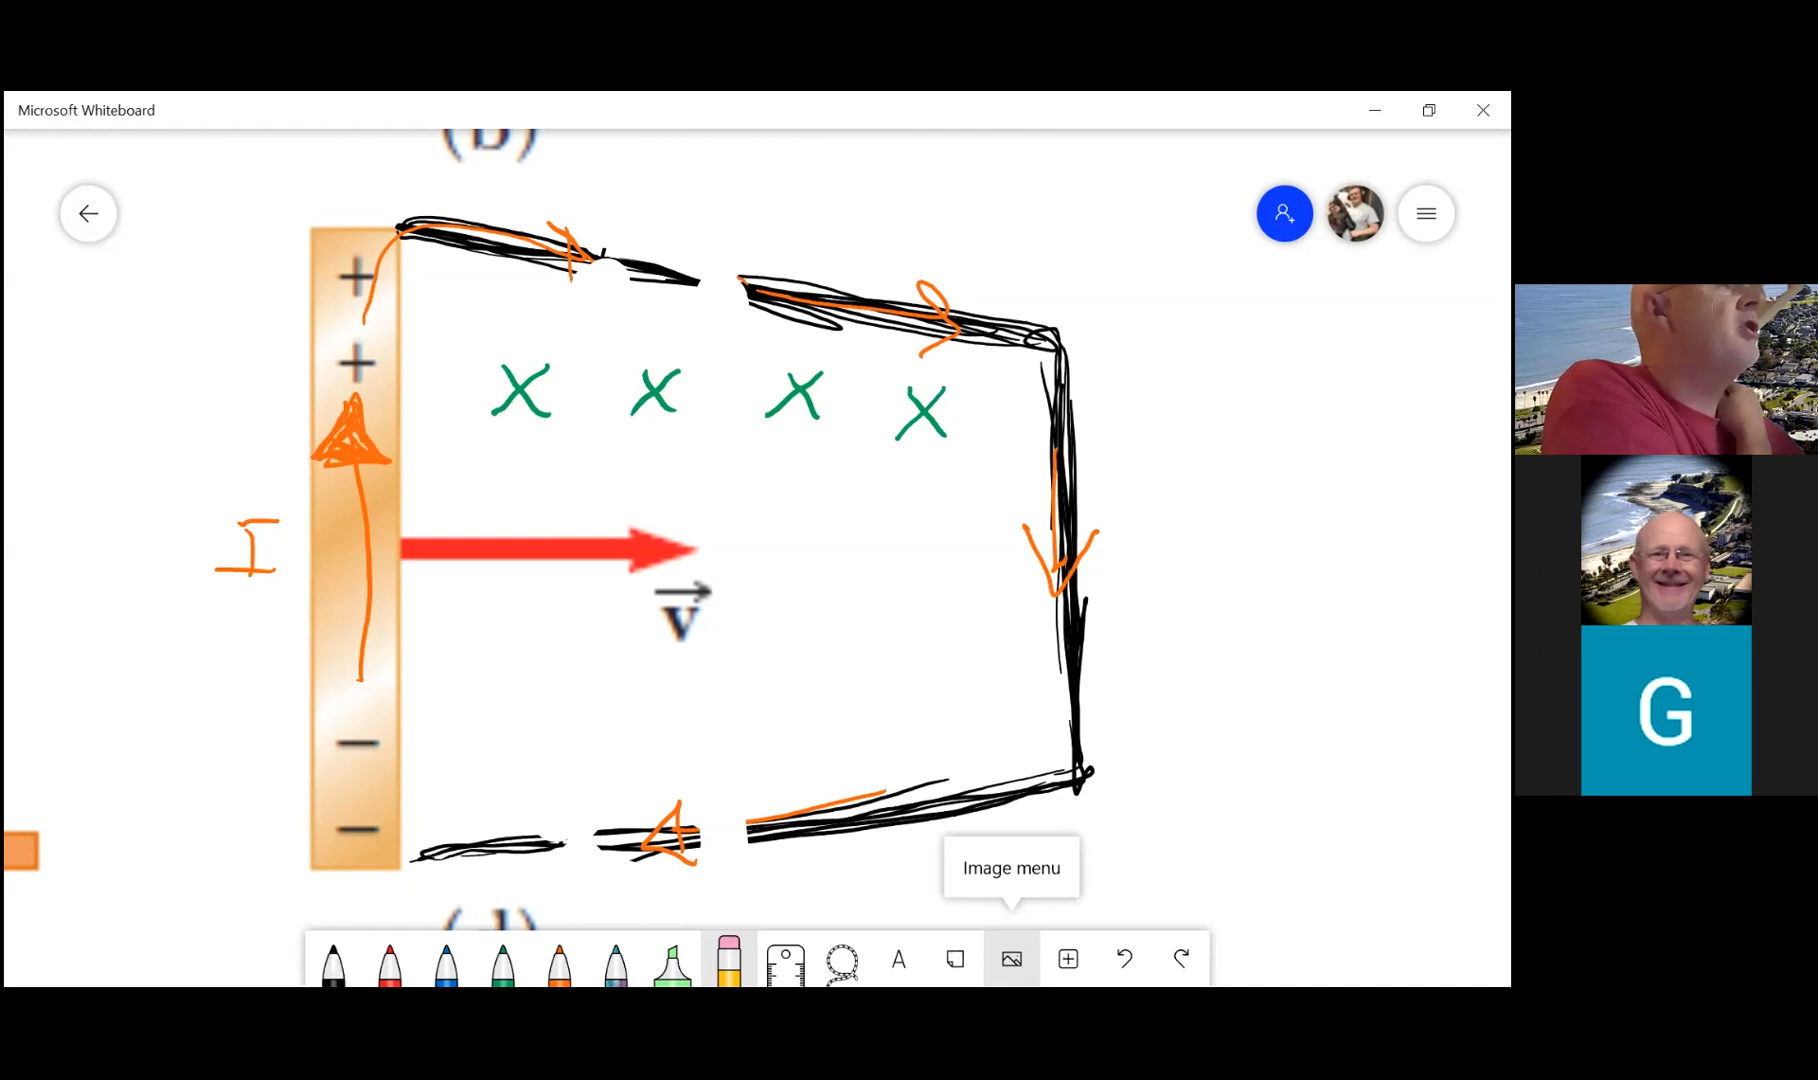 Microsoft Whiteboard
(b)
+
+
X X X X
I
v
−
−
Image menu
A
G